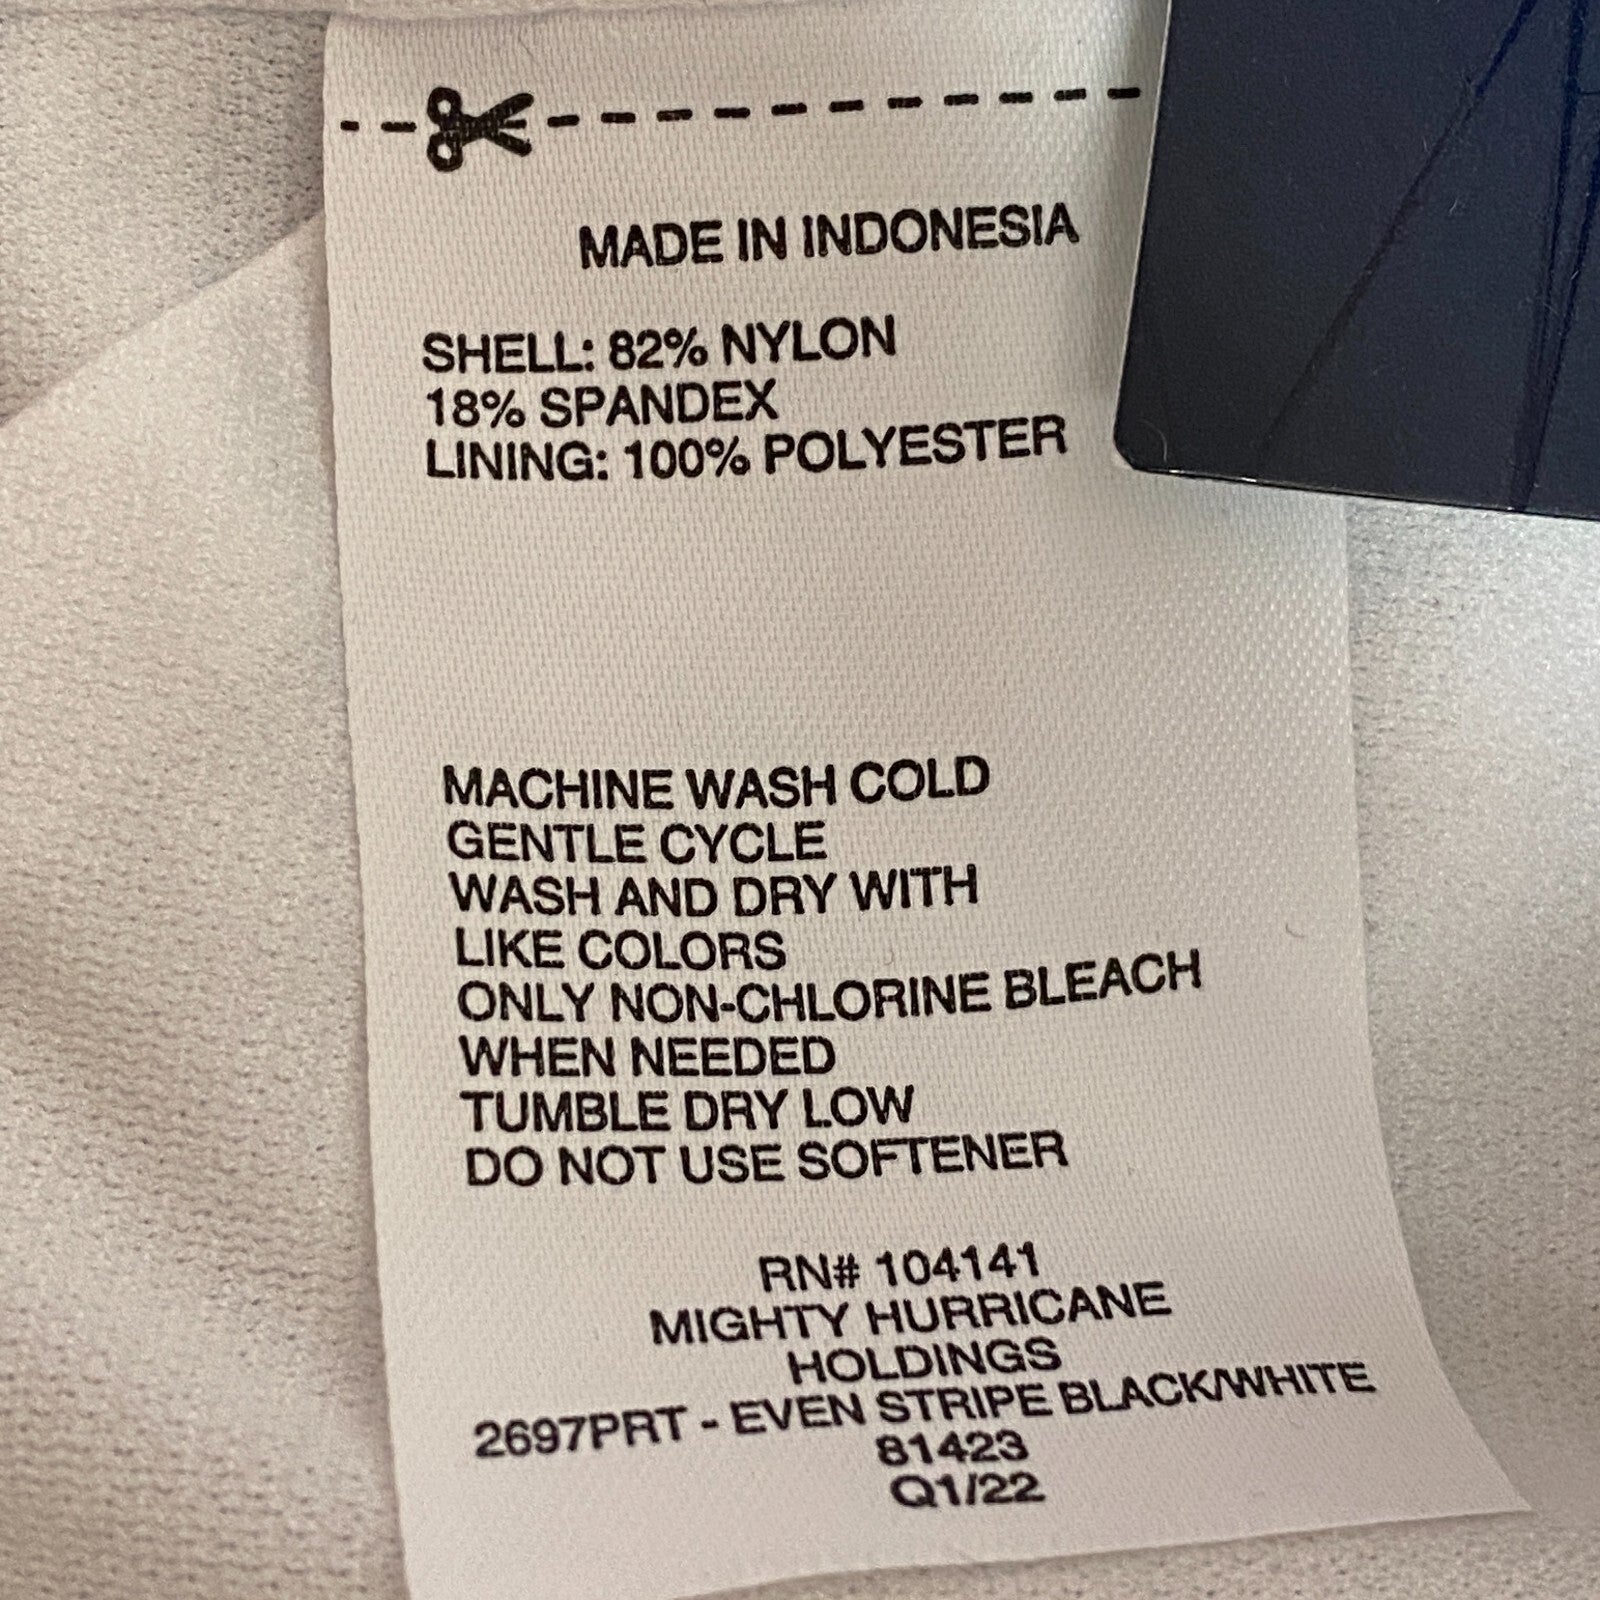 MADE IN INDONESIA
SHELL: 82% NYLON
18% SPANDEX
LINING: 100% POLYESTER
MACHINE WASH COLD
GENTLE CYCLE
WASH AND DRY WITH
LIKE COLORS
ONLY NON-CHLORINE BLEACH
WHEN NEEDED
TUMBLE DRY LOW
DO NOT USE SOFTENER
RN# 104141
MIGHTY HURRICANE
HOLDINGS
2697PRT - EVEN STRIPE BLACK/WHITE
81423
Q1/22